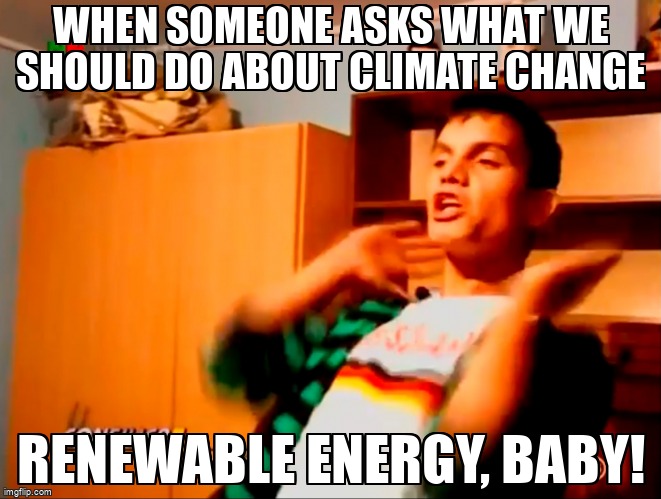 WHEN SOMEONE ASKS WHAT WE
SHOULD DO ABOUT CLIMATE CHANGE
RENEWABLE ENERGY, BABY!
imgflip.com